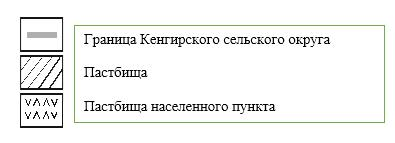 Граница Кенгирского сельского округа
Пастбища
Пастбища населенного пункта